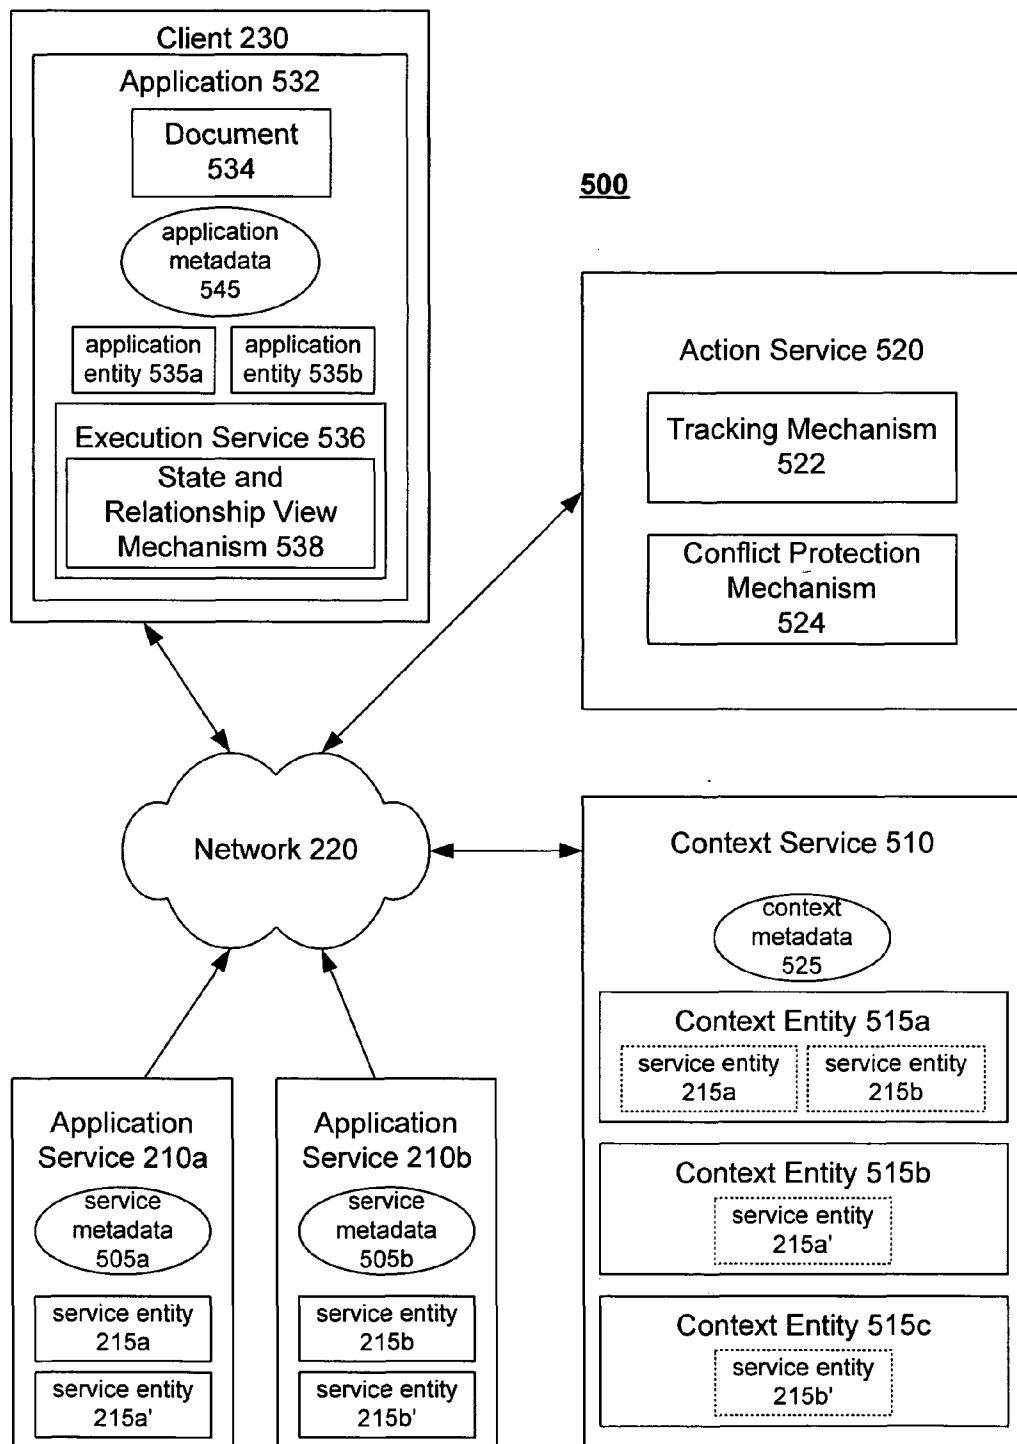 Client 230
Application 532
Document
534
application
metadata
545
application
entity 535a
application
entity 535b
Execution Service 536
State and
Relationship View
Mechanism 538
500
Action Service 520
Tracking Mechanism
522
Conflict Protection
Mechanism
524
Network 220
Context Service 510
context
metadata
525
Context Entity 515a
service entity
215a
service entity
215b
Context Entity 515b
service entity
215a'
Context Entity 515c
service entity
215b'
Application
Service 210a
service
metadata
505a
service entity
215a
service entity
215a'
Application
Service 210b
service
metadata
505b
service entity
215b
service entity
215b'